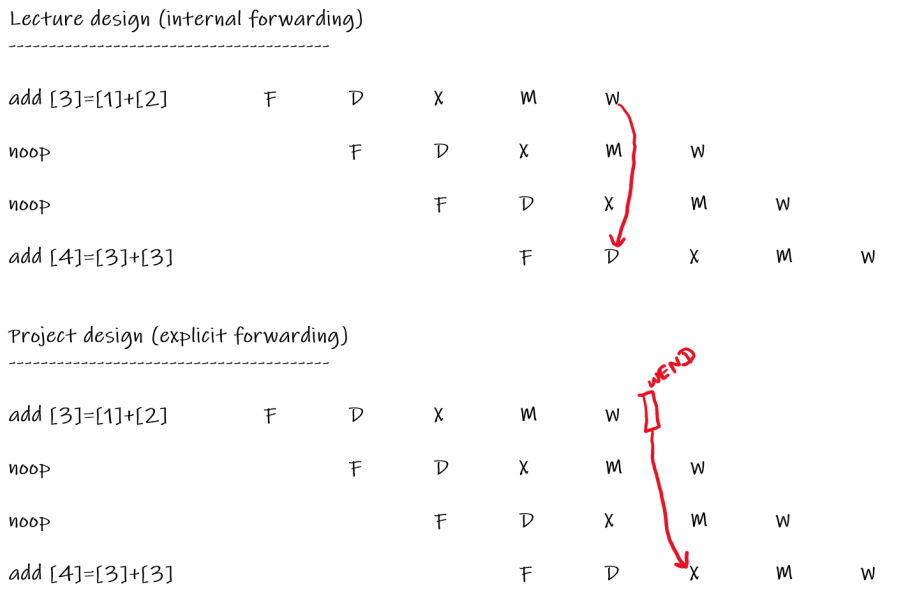 Lecture design (internal forwarding)
----------------------------------------
add [3]=[1]+[2] F D X M W
noop F D X M W
noop F D X M W
add [4]=[3]+[3] F D X M W
Project design (explicit forwarding)
----------------------------------------
WEND
add [3]=[1]+[2] F D X M W
noop F D X M W
noop F D X M W
add [4]=[3]+[3] F D X M W